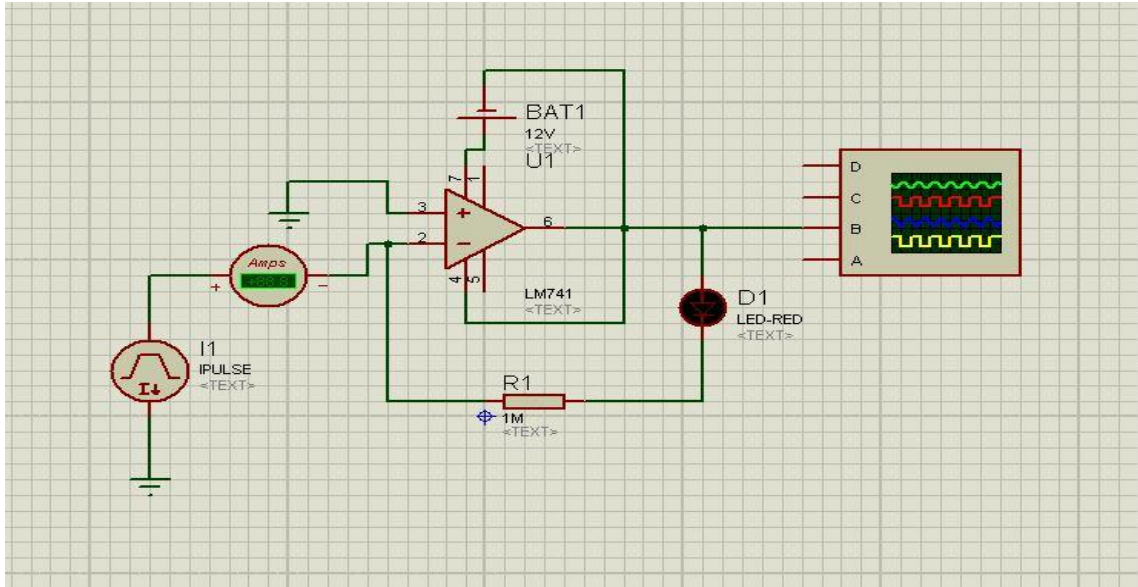 BAT1
12V
<TEXT>
U1
7
1
3
+
2
−
6
4
5
LM741
<TEXT>
Amps
+
−
I1
IPULSE
<TEXT>
I
R1
1M
<TEXT>
D1
LED-RED
<TEXT>
D
C
B
A